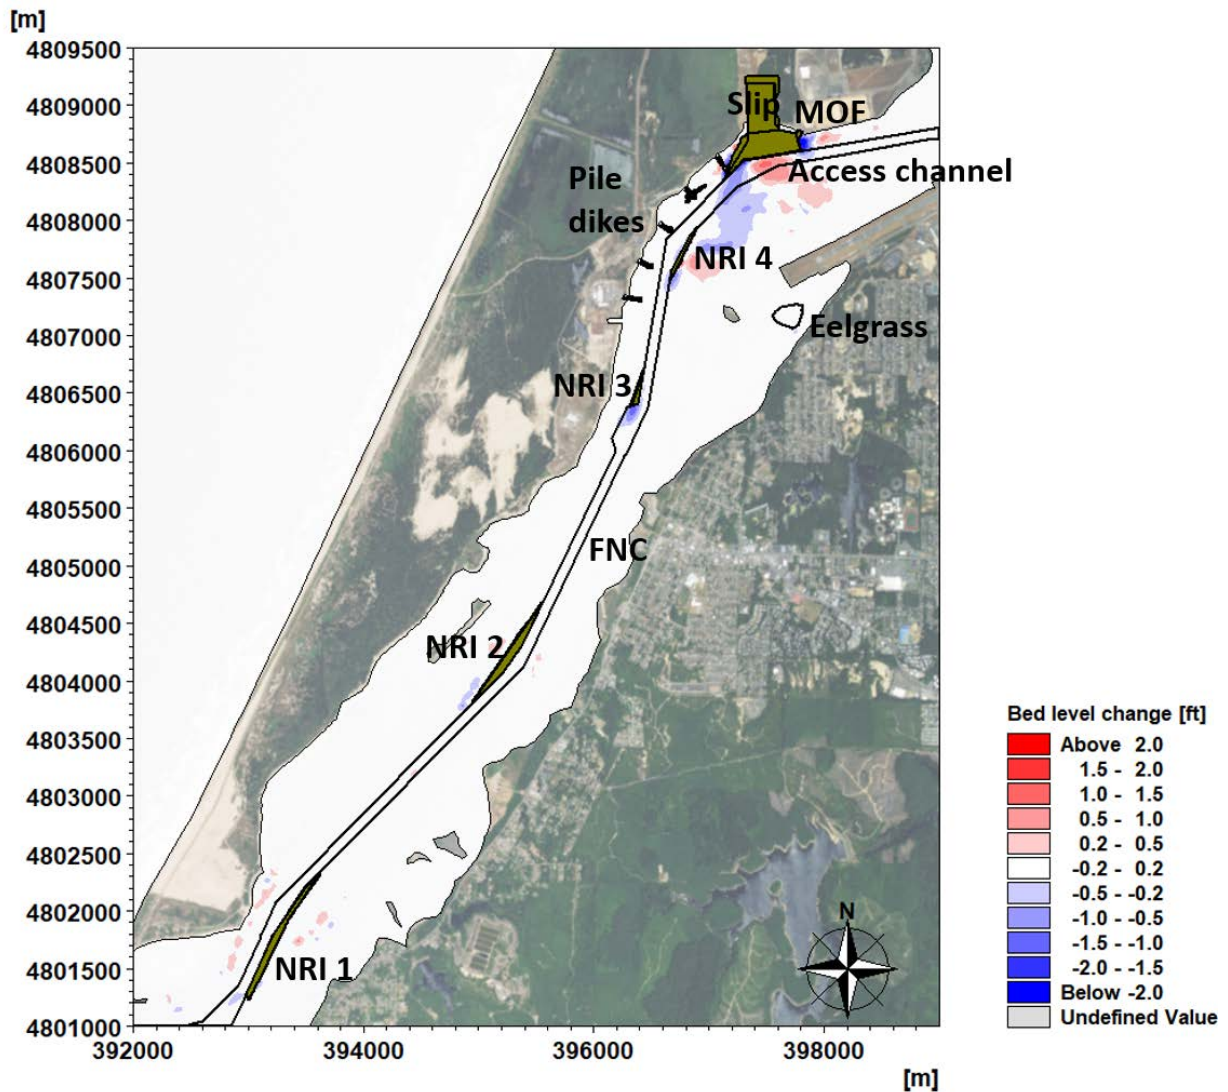 [m]
4809500
4809000
4808500
4808000
4807500
4807000
4806500
4806000
4805500
4805000
4804500
4804000
4803500
4803000
4802500
4802000
4801500
4801000
392000
394000
396000
398000
[m]
Slip
MOF
Access channel
Pile
dikes
NRI 4
Eelgrass
NRI 3
FNC
NRI 2
NRI 1
N
Bed level change [ft]
Above 2.0
1.5 - 2.0
1.0 - 1.5
0.5 - 1.0
0.2 - 0.5
-0.2 - 0.2
-0.5 - -0.2
-1.0 - -0.5
-1.5 - -1.0
-2.0 - -1.5
Below -2.0
Undefined Value